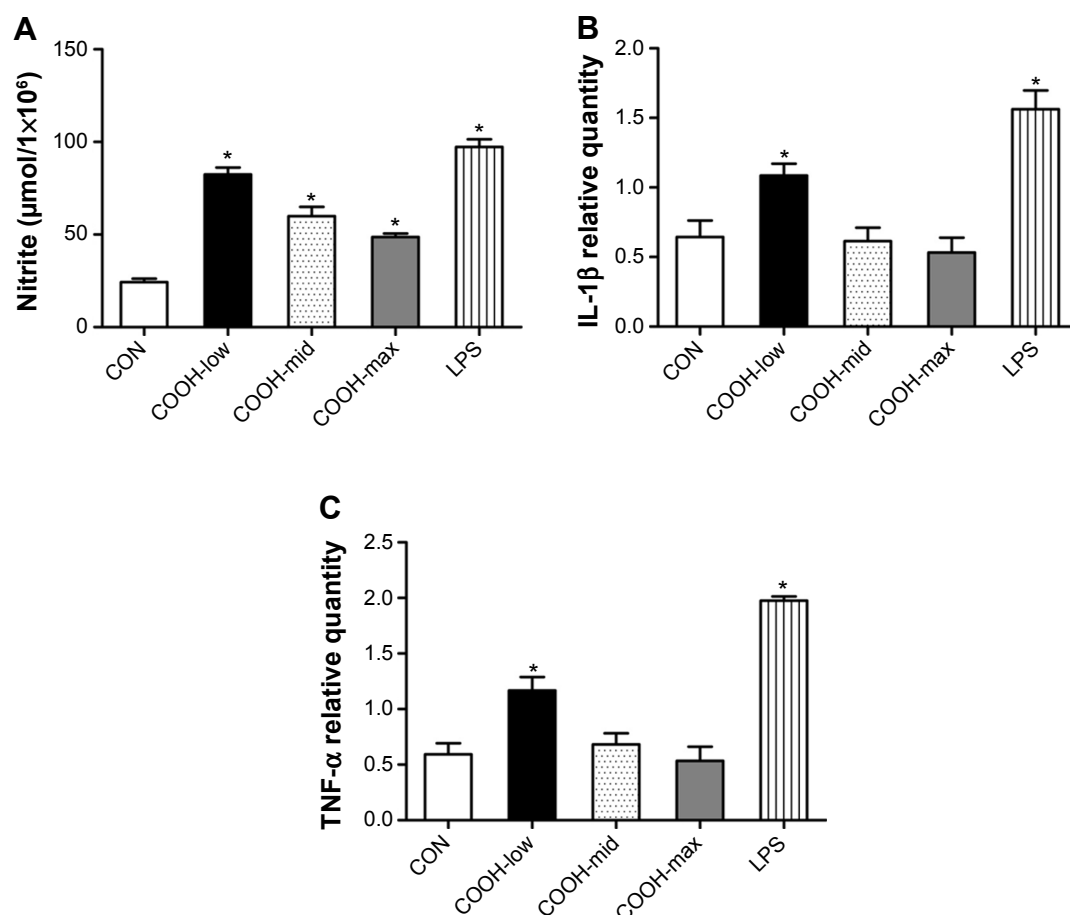 A
Nitrite (µmol/1×10⁶)
150
100
50
0
*
*
*
*
CON
COOH-low
COOH-mid
COOH-max
LPS
B
IL-1β relative quantity
2.0
1.5
1.0
0.5
0.0
*
*
CON
COOH-low
COOH-mid
COOH-max
LPS
C
TNF-α relative quantity
2.5
2.0
1.5
1.0
0.5
0.0
*
*
CON
COOH-low
COOH-mid
COOH-max
LPS